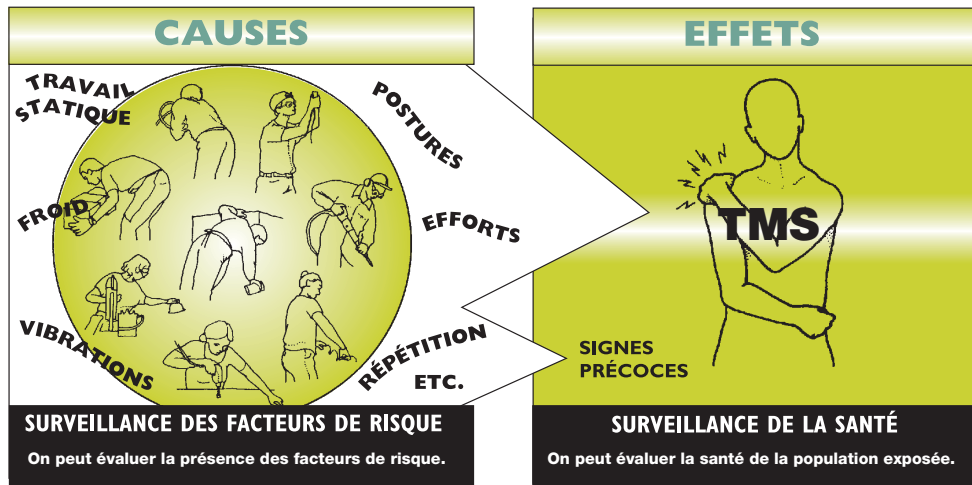 CAUSES
TRAVAIL
STATIQUE
POSTURES
FROID
EFFORTS
VIBRATIONS
RÉPÉTITION
ETC.
SURVEILLANCE DES FACTEURS DE RISQUE
On peut évaluer la présence des facteurs de risque.
EFFETS
TMS
SIGNES
PRÉCOCES
SURVEILLANCE DE LA SANTÉ
On peut évaluer la santé de la population exposée.